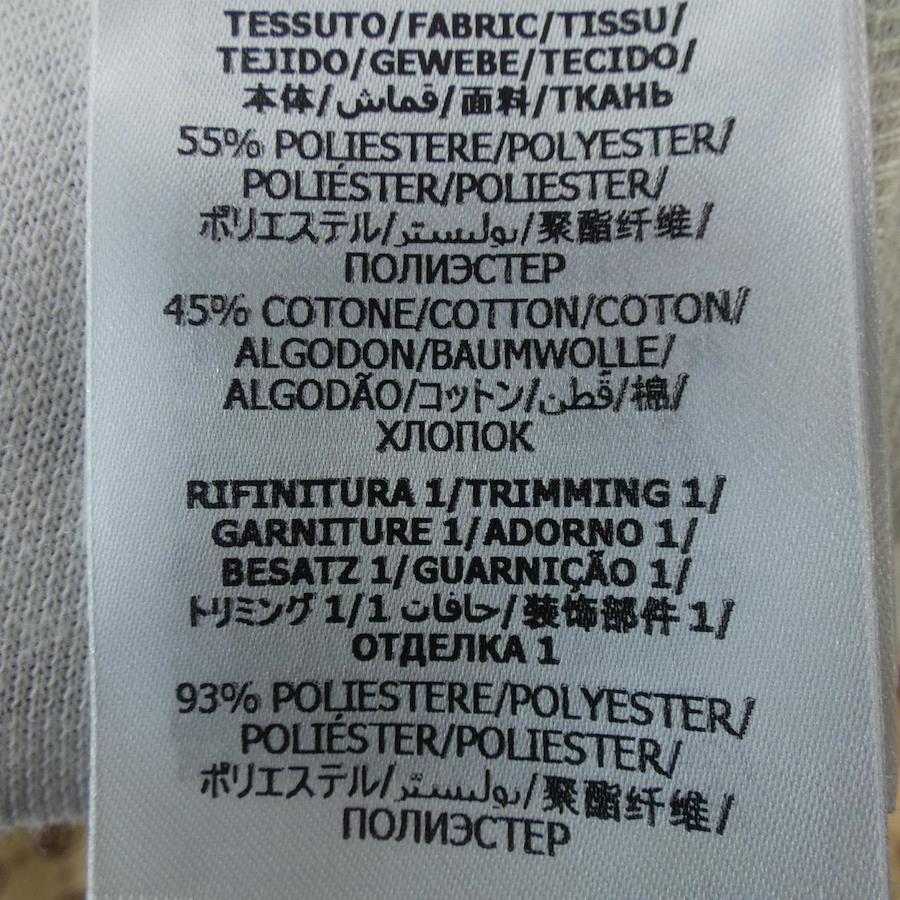 TESSUTO/FABRIC/TISSU/
TEJIDO/GEWEBE/TECIDO/
本体/قماش/面料/ТКАНЬ
55% POLIESTERE/POLYESTER/
POLIÉSTER/POLIESTER/
ポリエステル/بوليستر/聚酯纤维/
ПОЛИЭСТЕР
45% COTONE/COTTON/COTON/
ALGODON/BAUMWOLLE/
ALGODÃO/コットン/قطن/棉/
ХЛОПОК
RIFINITURA 1/TRIMMING 1/
GARNITURE 1/ADORNO 1/
BESATZ 1/GUARNIÇÃO 1/
トリミング 1/1 حافات/装饰部件 1/
ОТДЕЛКА 1
93% POLIESTERE/POLYESTER/
POLIÉSTER/POLIESTER/
ポリエステル/بوليستر/聚酯纤维/
ПОЛИЭСТЕР